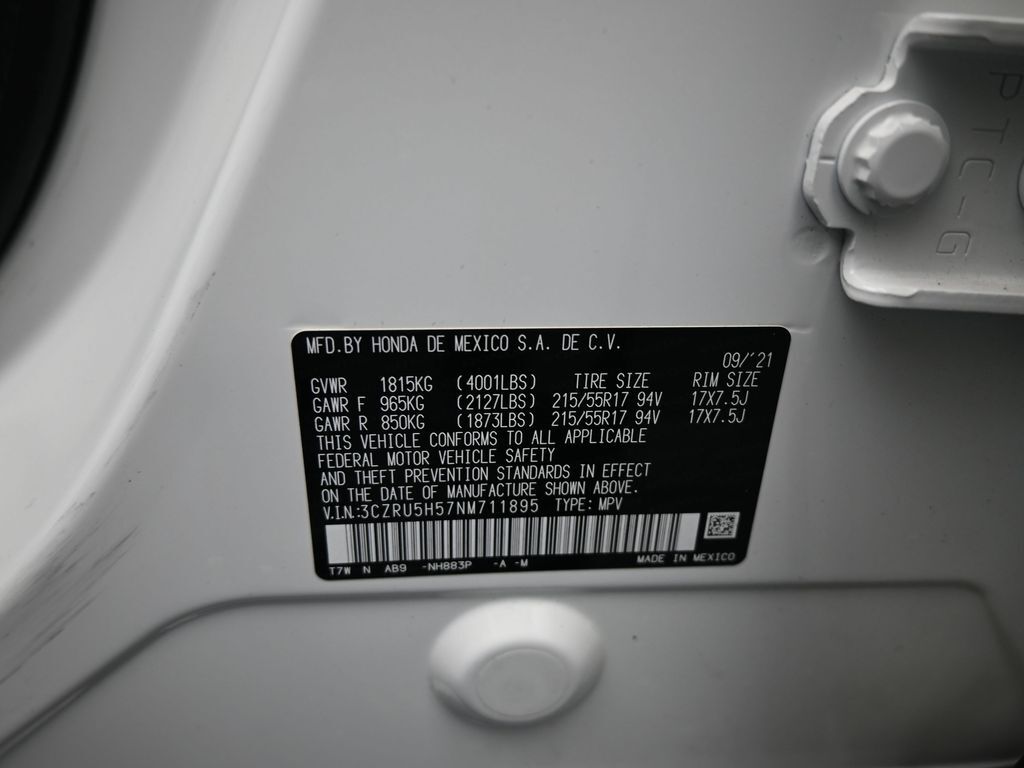 PTC-G
MFD.BY HONDA DE MEXICO S.A. DE C.V.
09/'21
GVWR 1815KG (4001LBS) TIRE SIZE RIM SIZE
GAWR F 965KG (2127LBS) 215/55R17 94V 17X7.5J
GAWR R 850KG (1873LBS) 215/55R17 94V 17X7.5J
THIS VEHICLE CONFORMS TO ALL APPLICABLE
FEDERAL MOTOR VEHICLE SAFETY
AND THEFT PREVENTION STANDARDS IN EFFECT
ON THE DATE OF MANUFACTURE SHOWN ABOVE.
V.I.N:3CZRU5H57NM711895 TYPE: MPV
T7W N AB9 -NH883P -A -M MADE IN MEXICO